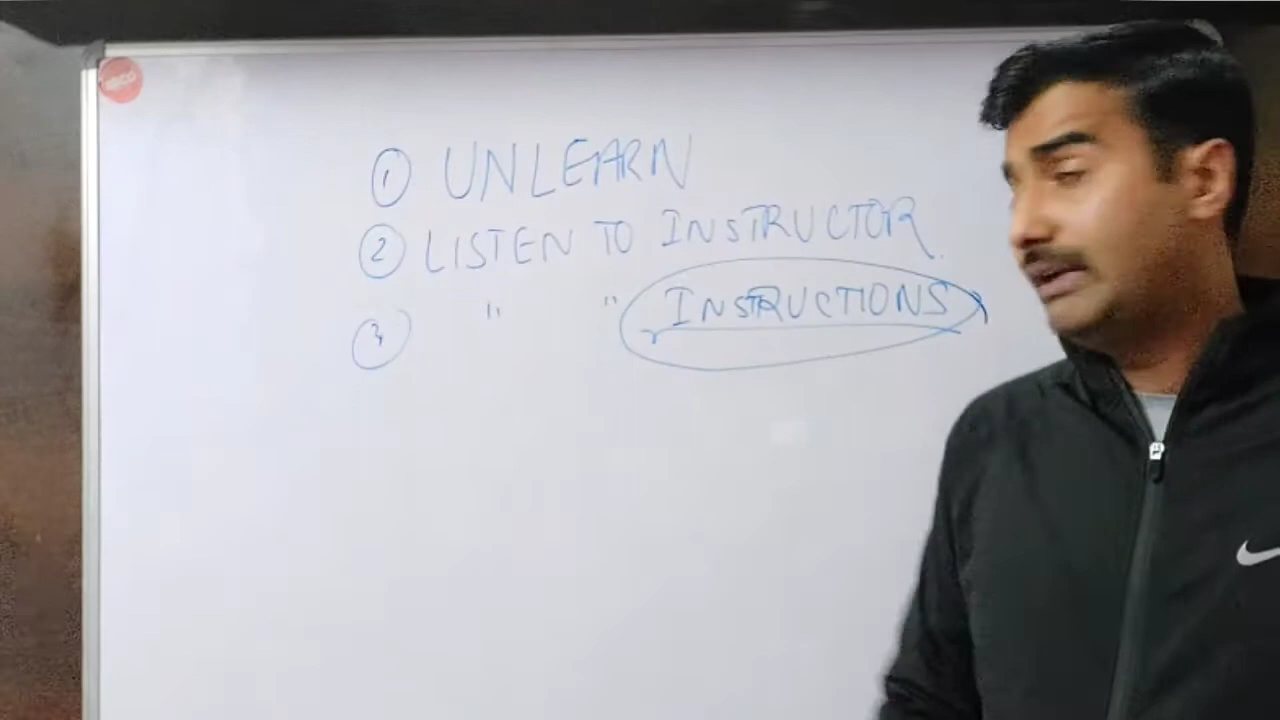 ① UNLEARN
② LISTEN TO INSTRUCTOR
③ " " INSTRUCTIONS